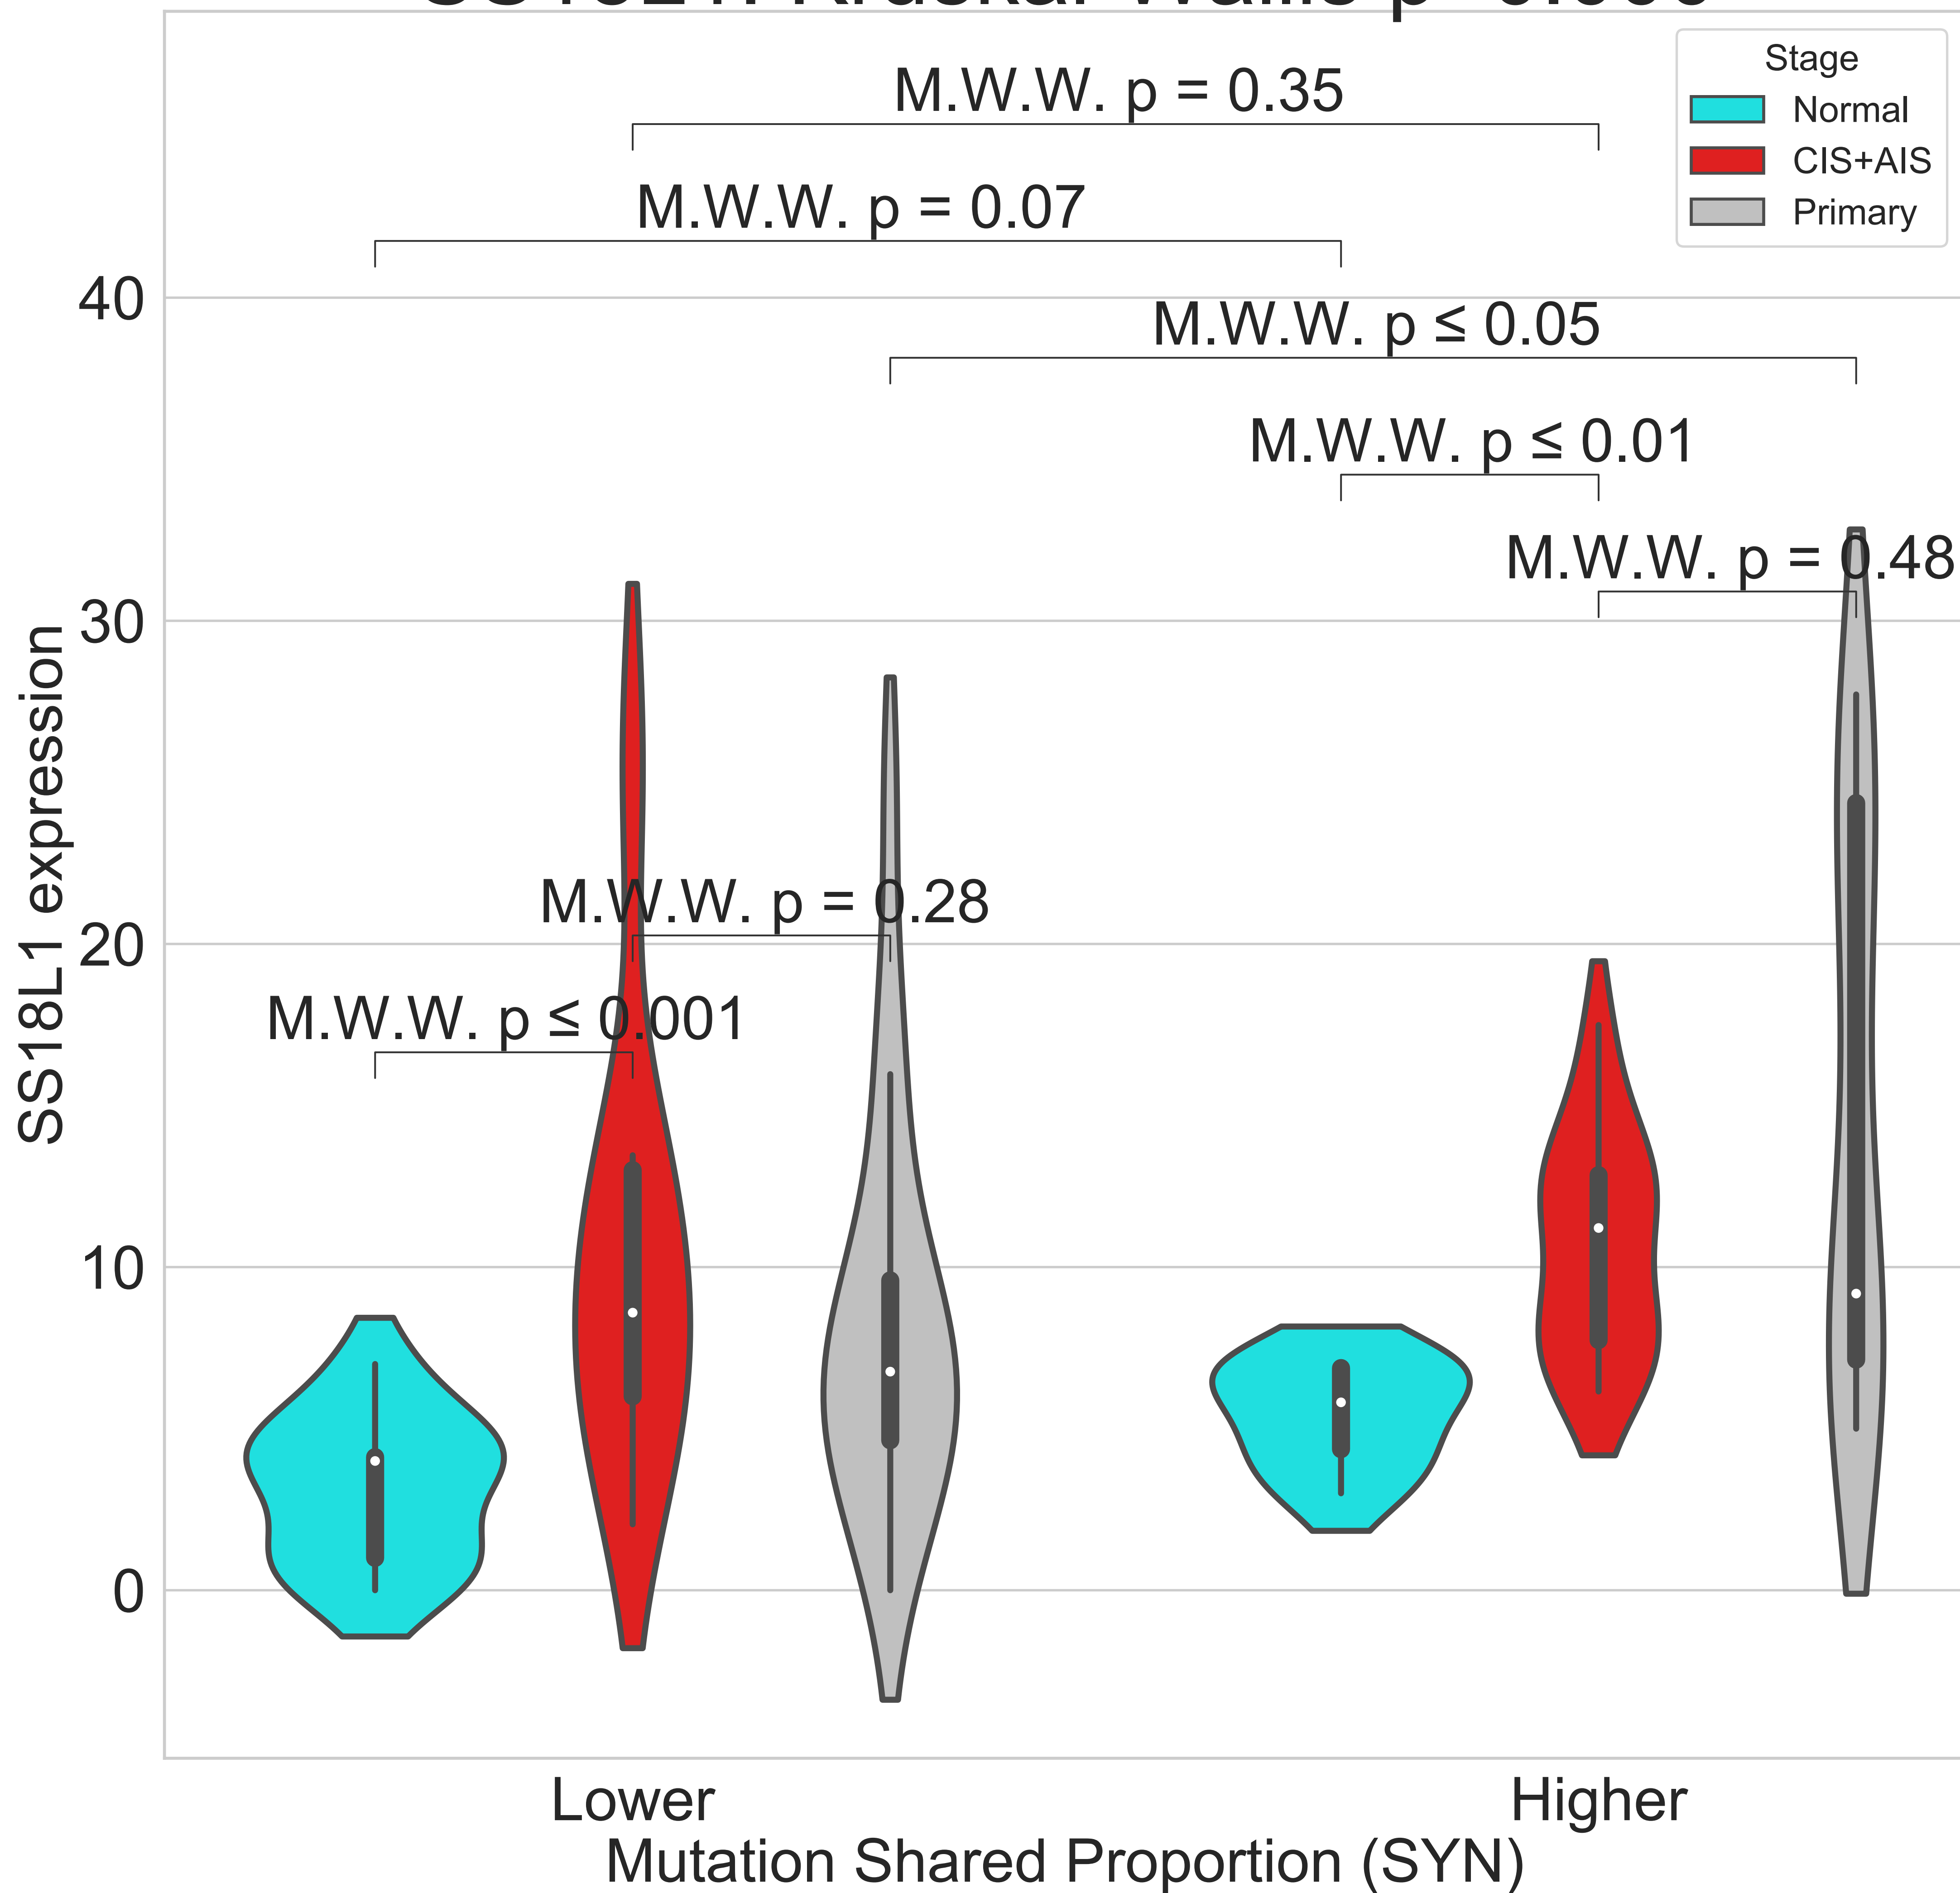 Stage
Normal
CIS+AIS
Primary
M.W.W. p = 0.35
M.W.W. p = 0.07
M.W.W. p ≤ 0.05
M.W.W. p ≤ 0.01
M.W.W. p = 0.48
M.W.W. p = 0.28
M.W.W. p ≤ 0.001
40
30
20
10
0
SS18L1 expression
Lower
Higher
Mutation Shared Proportion (SYN)